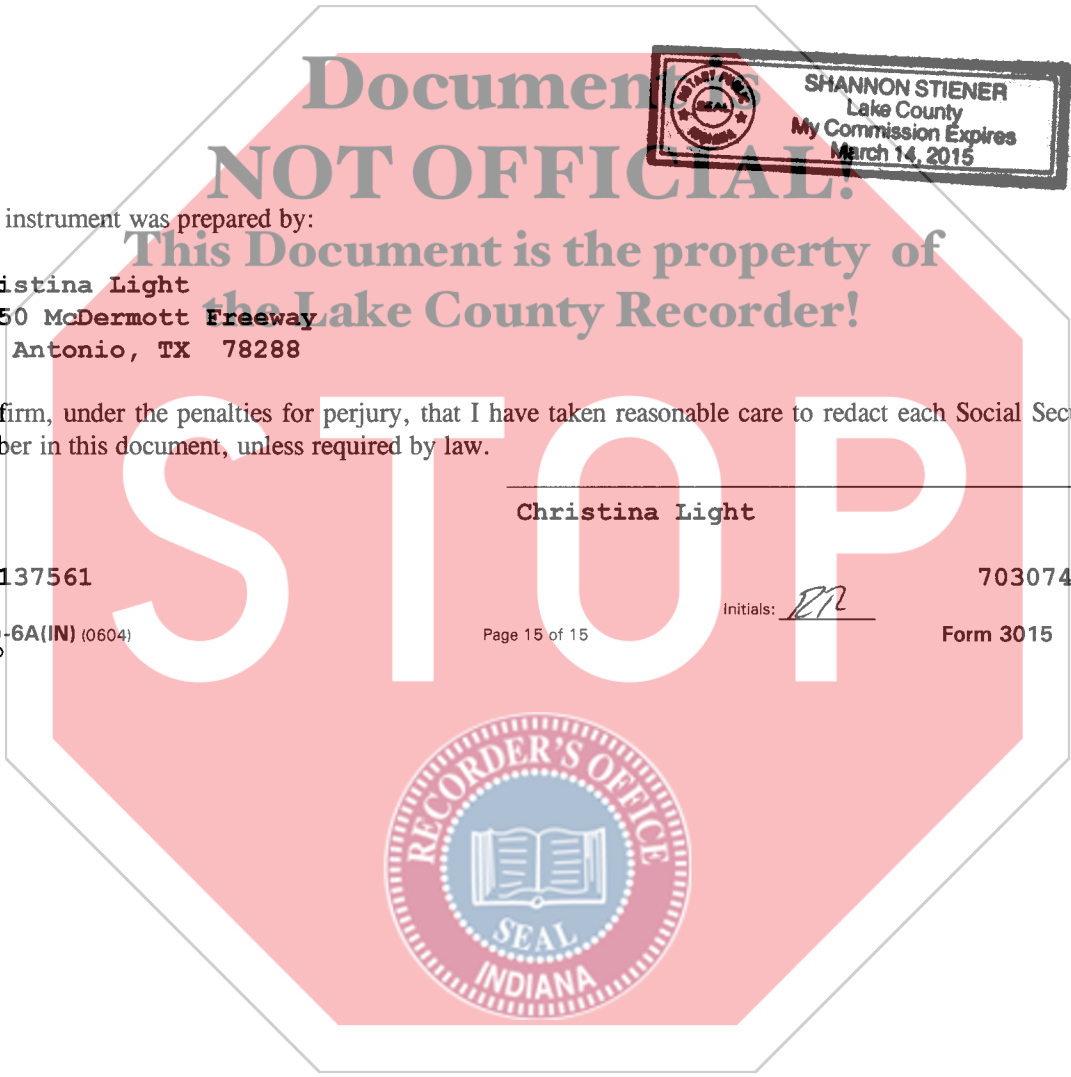 Document is
NOT OFFICIAL!
This Document is the property of
the Lake County Recorder!
NOTARY PUBLIC
SEAL
INDIANA
SHANNON STIENER
Lake County
My Commission Expires
March 14, 2015
instrument was prepared by:
istina Light
50 McDermott Freeway
Antonio, TX 78288
firm, under the penalties for perjury, that I have taken reasonable care to redact each Social Sec
ber in this document, unless required by law.
Christina Light
137561
703074
Initials:
-6A(IN) (0604)
Page 15 of 15
Form 3015
STOP
RECORDER'S OFFICE
SEAL
INDIANA